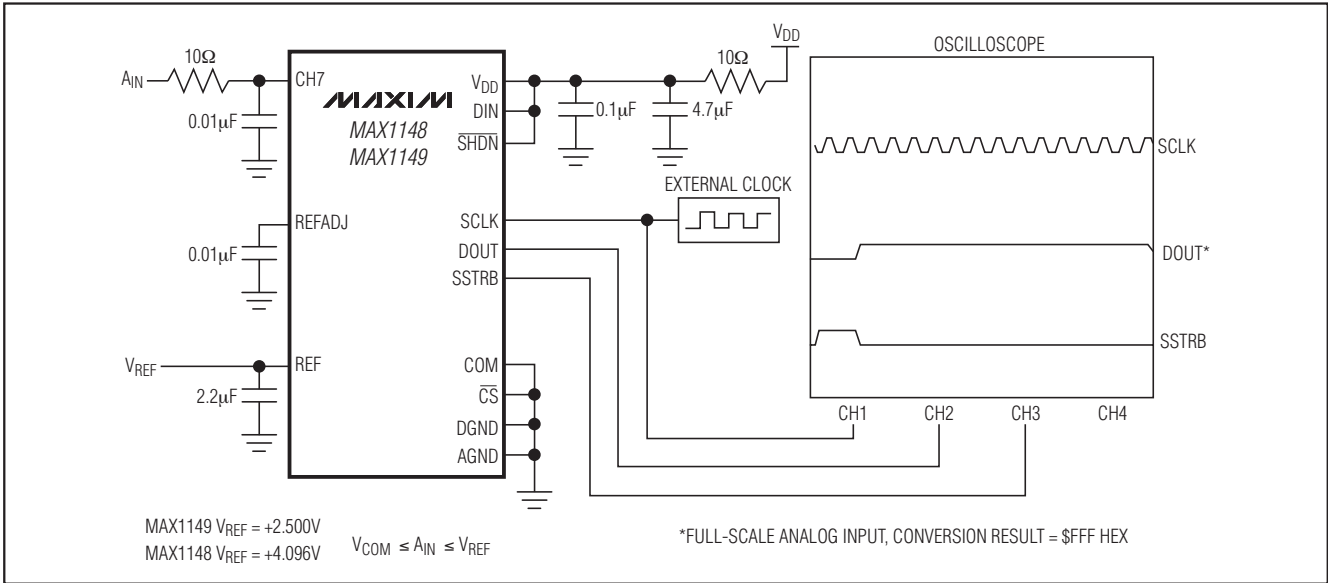 OSCILLOSCOPE
VDD
10Ω
10Ω
AIN
CH7
VDD
MAXIM
DIN
0.1µF
4.7µF
0.01µF
MAX1148
SHDN
MAX1149
SCLK
EXTERNAL CLOCK
REFADJ
SCLK
DOUT
DOUT*
0.01µF
SSTRB
SSTRB
VREF
REF
COM
2.2µF
CS
CH1
CH2
CH3
CH4
DGND
AGND
MAX1149 VREF = +2.500V
MAX1148 VREF = +4.096V
VCOM ≤ AIN ≤ VREF
*FULL-SCALE ANALOG INPUT, CONVERSION RESULT = $FFF HEX